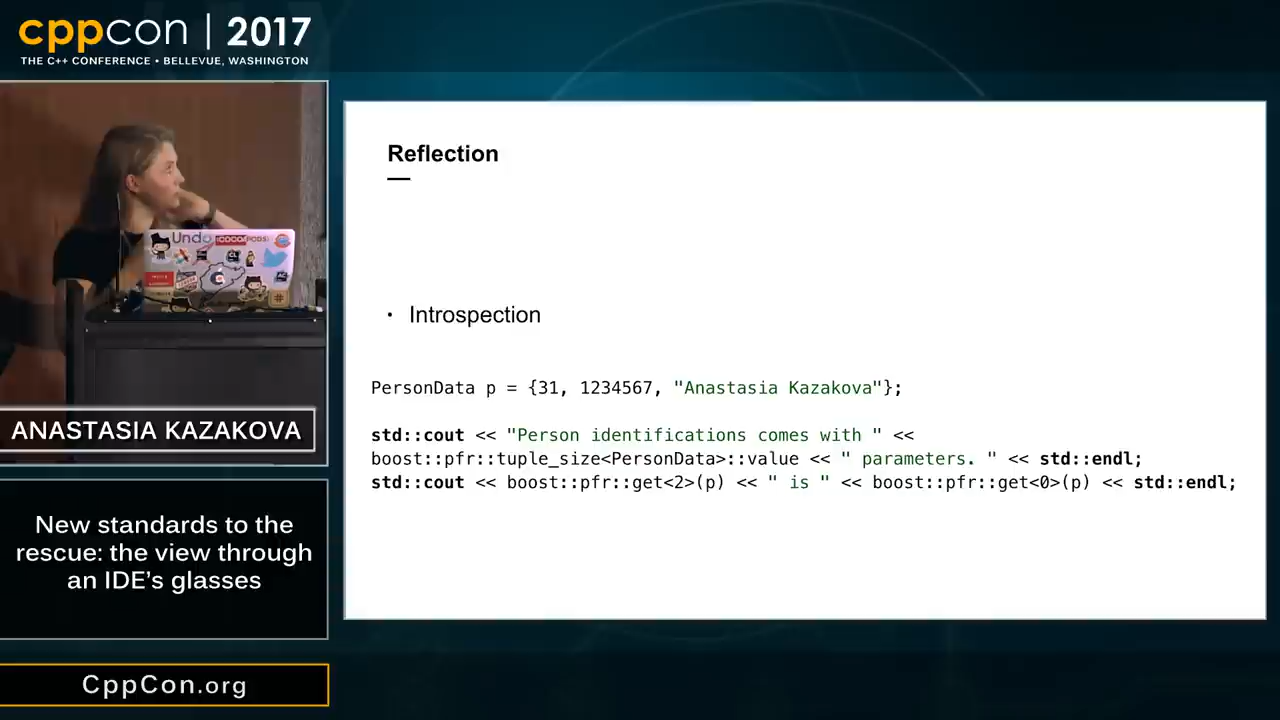 cppcon | 2017
THE C++ CONFERENCE • BELLEVUE, WASHINGTON
Undo
ANASTASIA KAZAKOVA
New standards to the
rescue: the view through
an IDE's glasses
CppCon.org
Reflection
• Introspection
PersonData p = {31, 1234567, "Anastasia Kazakova"};
std::cout << "Person identifications comes with " <<
boost::pfr::tuple_size<PersonData>::value << " parameters. " << std::endl;
std::cout << boost::pfr::get<2>(p) << " is " << boost::pfr::get<0>(p) << std::endl;